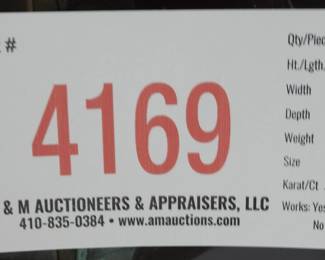 #
4169
& M AUCTIONEERS & APPRAISERS, LLC
410-835-0384 • www.amauctions.com
Qty/Piec
Ht./Lgth.
Width
Depth
Weight
Size
Karat/Ct
Works: Yes
No